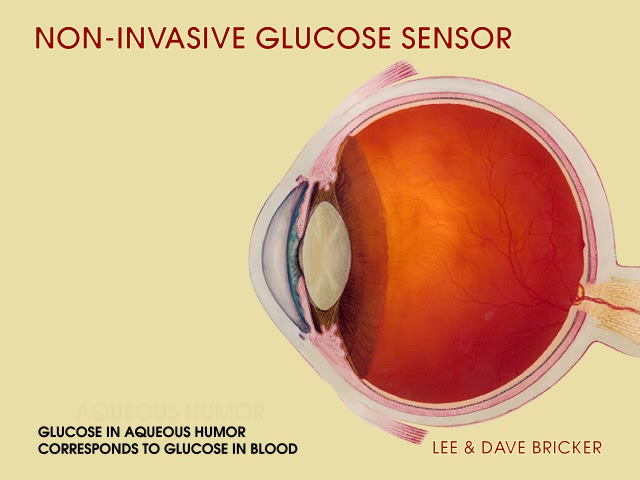 NON-INVASIVE GLUCOSE SENSOR
AQUEOUS HUMOR
GLUCOSE IN AQUEOUS HUMOR
CORRESPONDS TO GLUCOSE IN BLOOD
LEE & DAVE BRICKER